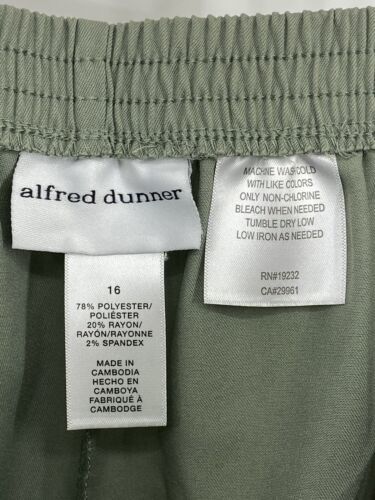 alfred dunner
16
78% POLYESTER/
POLIÉSTER
20% RAYON/
RAYÓN/RAYONNE
2% SPANDEX
MADE IN
CAMBODIA
HECHO EN
CAMBOYA
FABRIQUÉ À
CAMBODGE
MACHINE WASH COLD
WITH LIKE COLORS
ONLY NON-CHLORINE
BLEACH WHEN NEEDED
TUMBLE DRY LOW
LOW IRON AS NEEDED
RN#19232
CA#29961